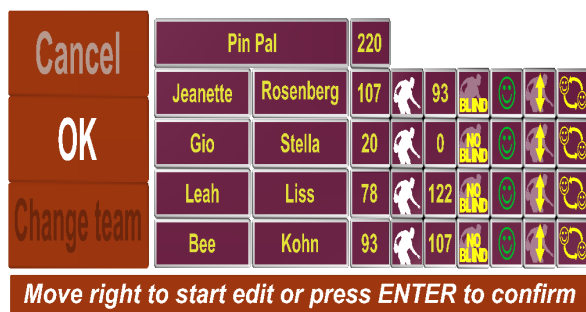 Cancel
OK
Change team
Pin Pal 220
Jeanette Rosenberg 107 93 BLIND
Gio Stella 20 0 NO BLIND
Leah Liss 78 122 NO BLIND
Bee Kohn 93 107 NO BLIND
Move right to start edit or press ENTER to confirm